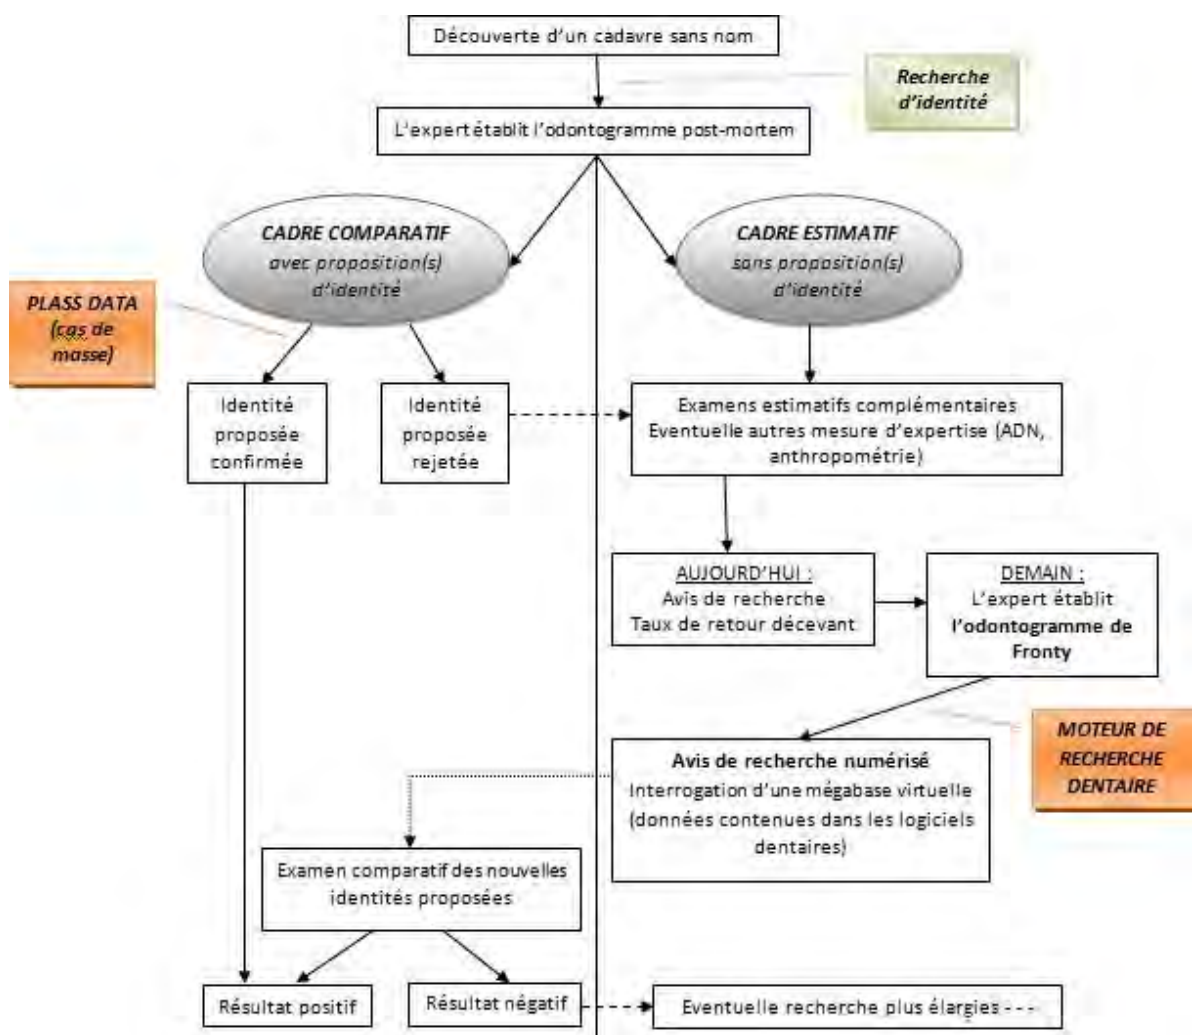 Découverte d'un cadavre sans nom
Recherche
d'identité
L'expert établit l'odontogramme post-mortem
CADRE COMPARATIF
avec proposition(s)
d'identité
CADRE ESTIMATIF
sans proposition(s)
d'identité
PLASS DATA
(cas de
masse)
Identité
proposée
confirmée
Identité
proposée
rejetée
Examens estimatifs complémentaires
Eventuelle autres mesure d'expertise (ADN,
anthropométrie)
AUJOURD'HUI :
Avis de recherche
Taux de retour décevant
DEMAIN :
L'expert établit
l'odontogramme de
Fronty
MOTEUR DE
RECHERCHE
DENTAIRE
Avis de recherche numérisé
Interrogation d'une mégabase virtuelle
(données contenues dans les logiciels
dentaires)
Examen comparatif des nouvelles
identités proposées
Résultat positif
Résultat négatif
Eventuelle recherche plus élargies - - -